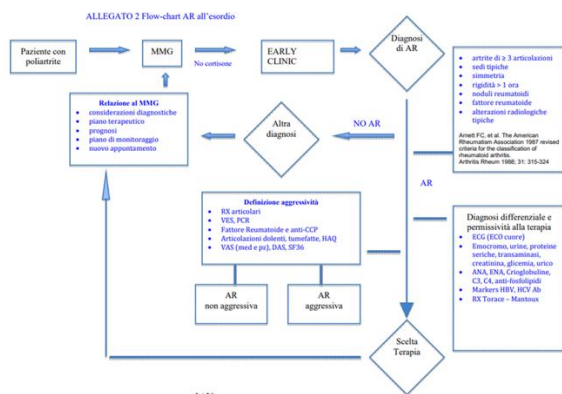 ALLEGATO 2 Flow-chart AR all'esordio
Paziente con
poliartrite
MMG
No cortisone
EARLY
CLINIC
Diagnosi
di AR
• artrite di ≥ 3 articolazioni
• sedi tipiche
• simmetria
• rigidità > 1 ora
• noduli reumatoidi
• fattore reumatoide
• alterazioni radiologiche
tipiche
Arnett FC, et al. The American
Rheumatism Association 1987 revised
criteria for the classification of
rheumatoid arthritis.
Arthritis Rheum 1988; 31: 315-324
Relazione al MMG
• considerazioni diagnostiche
• piano terapeutico
• prognosi
• piano di monitoraggio
• nuovo appuntamento
Altra
diagnosi
NO AR
AR
Definizione aggressività
• RX articolari
• VES, PCR
• Fattore Reumatoide e anti-CCP
• Articolazioni dolenti, tumefatte, HAQ
• VAS (med e pz), DAS, SF36
AR
non aggressiva
AR
aggressiva
Diagnosi differenziale e
permissività alla terapia
• ECG (ECO cuore)
• Emocromo, urine, proteine
seriche, transaminasi,
creatinina, glicemia, urico
• ANA, ENA, Crioglobuline,
C3, C4, anti-fosfolipidi
• Markers HBV, HCV Ab
• RX Torace – Mantoux
Scelta
Terapia